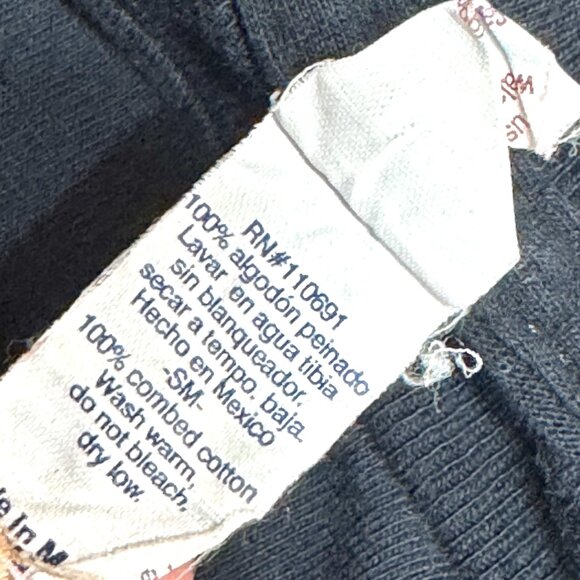 RN#110691
100% algodón peinado
Lavar en agua tibia
sin blanqueador,
secar a tempo. baja.
Hecho en Mexico
-SM-
100% combed cotton
Wash warm,
do not bleach,
dry low.
In M